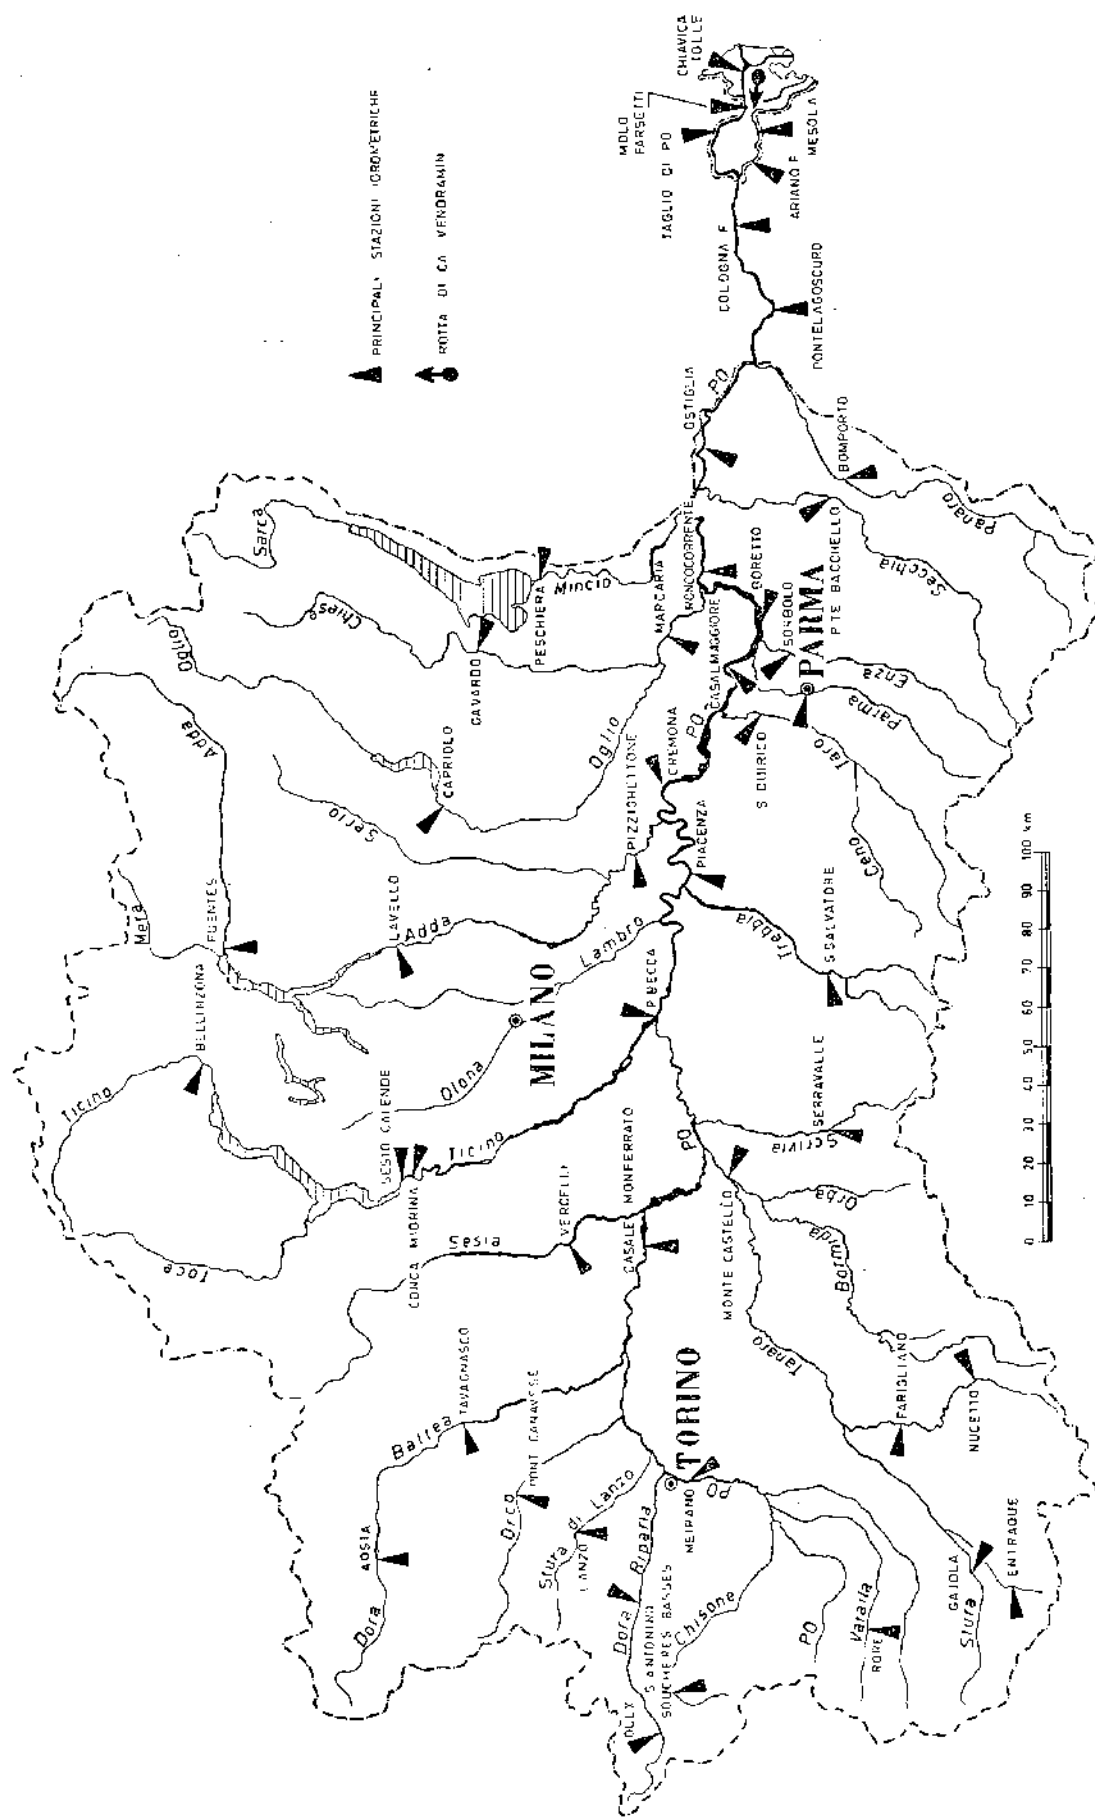 PRINCIPALI STAZIONI IDROMETRICHE
ROTTA DI CA VENDRAMIN
CHIAVICA
TOLLE
MOLO
FARSETTI
TAGLIO DI PO
MESOLA
ARIANO F
COLOGNA F
PONTELAGOSCURO
OSTIGLIA
PO
BOMPORTO
Panaro
Sarca
Chiese
Oglio
Adda
Mera
FUENTES
BELLINZONA
Ticino
Toce
PESCHIERA
Mincio
GAVARDO
MARCARIA
RONCOCORRENTE
BORETTO
CASALMAGGIORE
SORBOLO
PARMA
P.TE BACCHELLO
Secchia
Enza
Parma
Taro
Ceno
S QUIRICO
PO
CREMONA
Oglio
CAPRIOLO
Serio
PIZZIGHETTONE
PIACENZA
LAVELLO
Adda
Lambro
MILANO
Olona
P BECCA
Trebbia
S SALVATORE
SESTO CALENDE
CONCA MIORINA
Ticino
SERRAVALLE
Scrivia
PO
Orba
Bormida
MONTE CASTELLO
CASALE MONFERRATO
VERCELLI
Sesia
Tanaro
FARIGLIANO
NUCETTO
TAVAGNASCO
Baltea
AOSTA
Dora
PONT CANAVESE
Orco
Stura di Lanzo
LANZO
TORINO
MEIRANO
PO
Dora Riparia
S ANTONINO
SOUCHERES BASSES
OULX
Chisone
PO
Varaita
RORE
GAIOLA
Stura
ENTRAQUE
0 10 20 30 40 50 60 70 80 90 100 km